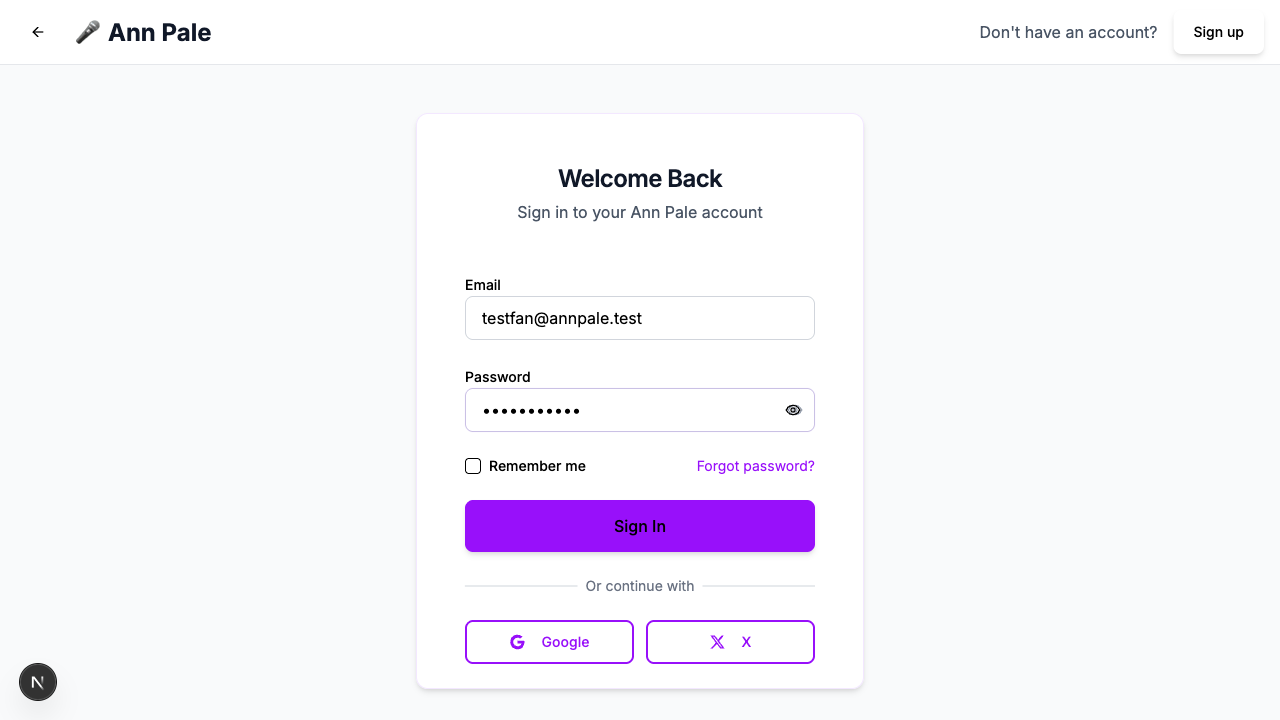 Ann Pale
Don't have an account?
Sign up
Welcome Back
Sign in to your Ann Pale account
Email
testfan@annpale.test
Password
•••••••••••
Remember me
Forgot password?
Sign In
Or continue with
Google
X
N